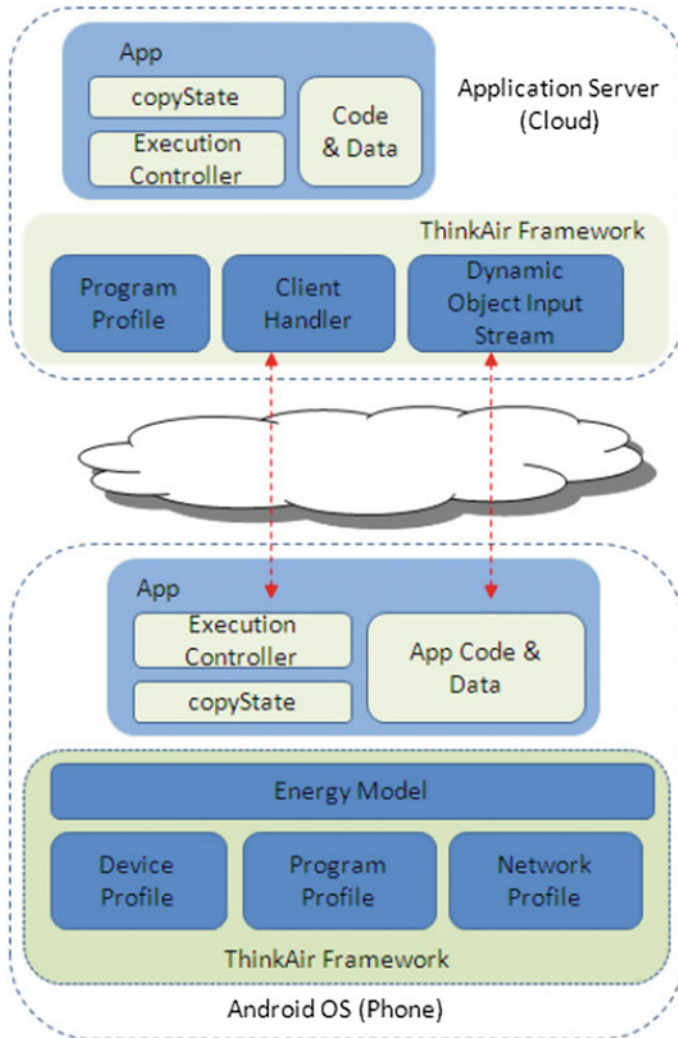 App
copyState
Execution
Controller
Code
& Data
Application Server
(Cloud)
ThinkAir Framework
Program
Profile
Client
Handler
Dynamic
Object Input
Stream
App
Execution
Controller
copyState
App Code &
Data
Energy Model
Device
Profile
Program
Profile
Network
Profile
ThinkAir Framework
Android OS (Phone)